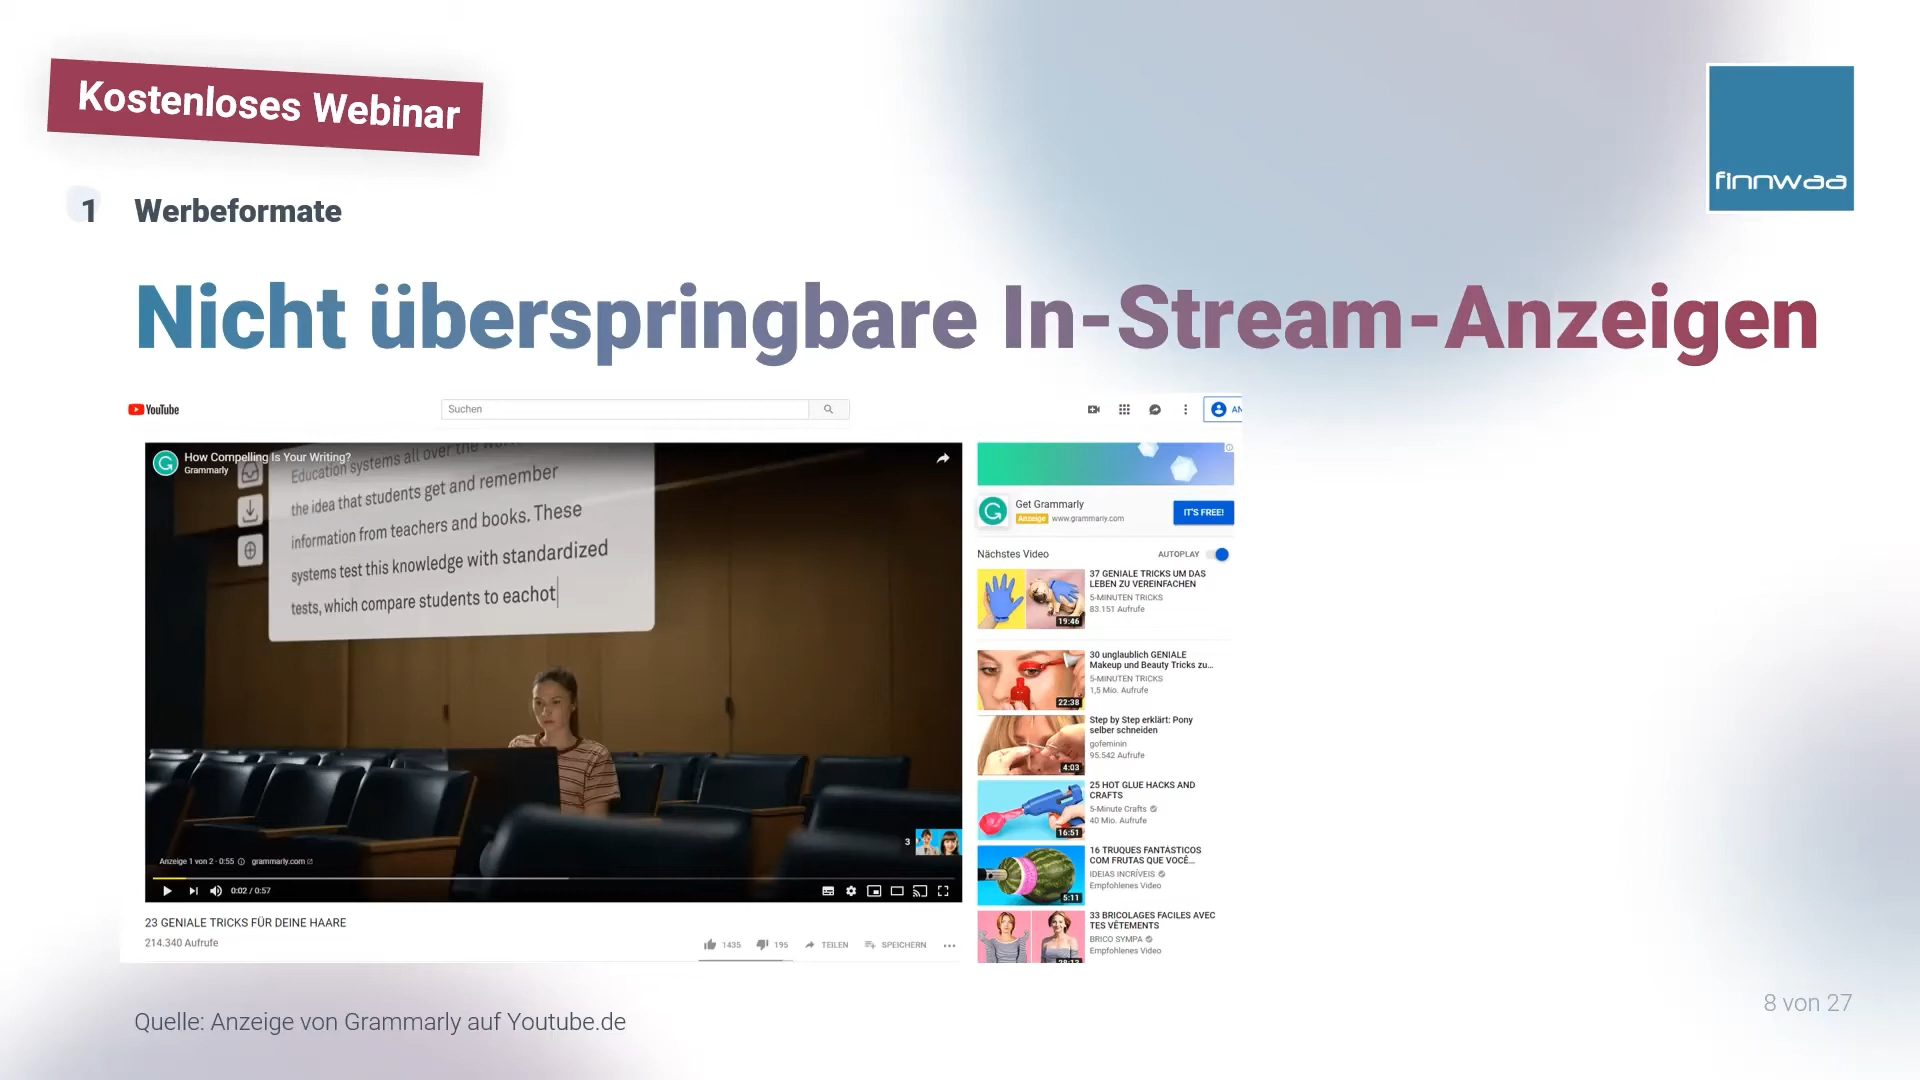 Kostenloses Webinar
finnwaa
1 Werbeformate
Nicht überspringbare In-Stream-Anzeigen
YouTube
Suchen
AN
How Compelling Is Your Writing?
Grammarly
Education systems all over the
the idea that students get and remember
information from teachers and books. These
systems test this knowledge with standardized
tests, which compare students to eachot
3
Anzeige 1 von 2 · 0:55 grammarly.com
0:02 / 0:57
23 GENIALE TRICKS FÜR DEINE HAARE
214.340 Aufrufe
1435 195 TEILEN SPEICHERN
Get Grammarly
Anzeige www.grammarly.com
IT'S FREE!
Nächstes Video AUTOPLAY
37 GENIALE TRICKS UM DAS
LEBEN ZU VEREINFACHEN
5-MINUTEN TRICKS
83.151 Aufrufe
19:46
30 unglaublich GENIALE
Makeup und Beauty Tricks zu...
5-MINUTEN TRICKS
1,5 Mio. Aufrufe
22:38
Step by Step erklärt: Pony
selber schneiden
gofeminin
95.542 Aufrufe
4:03
25 HOT GLUE HACKS AND
CRAFTS
5-Minute Crafts
40 Mio. Aufrufe
16:51
16 TRUQUES FANTÁSTICOS
COM FRUTAS QUE VOCÊ...
IDEIAS INCRÍVEIS
Empfohlenes Video
5:11
33 BRICOLAGES FACILES AVEC
TES VÊTEMENTS
BRICO SYMPA
Empfohlenes Video
Quelle: Anzeige von Grammarly auf Youtube.de
8 von 27